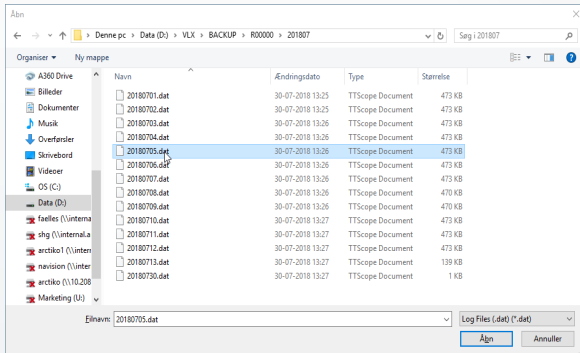 Åbn
Denne pc › Data (D:) › VLX › BACKUP › R00000 › 201807
Søg i 201807
Organiser
Ny mappe
A360 Drive
Billeder
Dokumenter
Musik
Overførsler
Skrivebord
Videoer
OS (C:)
Data (D:)
faelles (\\interna
shg (\\internal.a
arctiko1 (\\intern
navision (\\inter
arctiko (\\10.208
Marketing (U:)
Navn Ændringsdato Type Størrelse
20180701.dat 30-07-2018 13:25 TTScope Document 473 KB
20180702.dat 30-07-2018 13:25 TTScope Document 473 KB
20180703.dat 30-07-2018 13:26 TTScope Document 473 KB
20180704.dat 30-07-2018 13:26 TTScope Document 473 KB
20180705.dat 30-07-2018 13:26 TTScope Document 473 KB
20180706.dat 30-07-2018 13:26 TTScope Document 473 KB
20180707.dat 30-07-2018 13:26 TTScope Document 473 KB
20180708.dat 30-07-2018 13:26 TTScope Document 470 KB
20180709.dat 30-07-2018 13:26 TTScope Document 470 KB
20180710.dat 30-07-2018 13:27 TTScope Document 473 KB
20180711.dat 30-07-2018 13:27 TTScope Document 473 KB
20180712.dat 30-07-2018 13:27 TTScope Document 473 KB
20180713.dat 30-07-2018 13:27 TTScope Document 139 KB
20180730.dat 30-07-2018 13:27 TTScope Document 1 KB
Filnavn: 20180705.dat
Log Files (.dat) (*.dat)
Åbn
Annuller